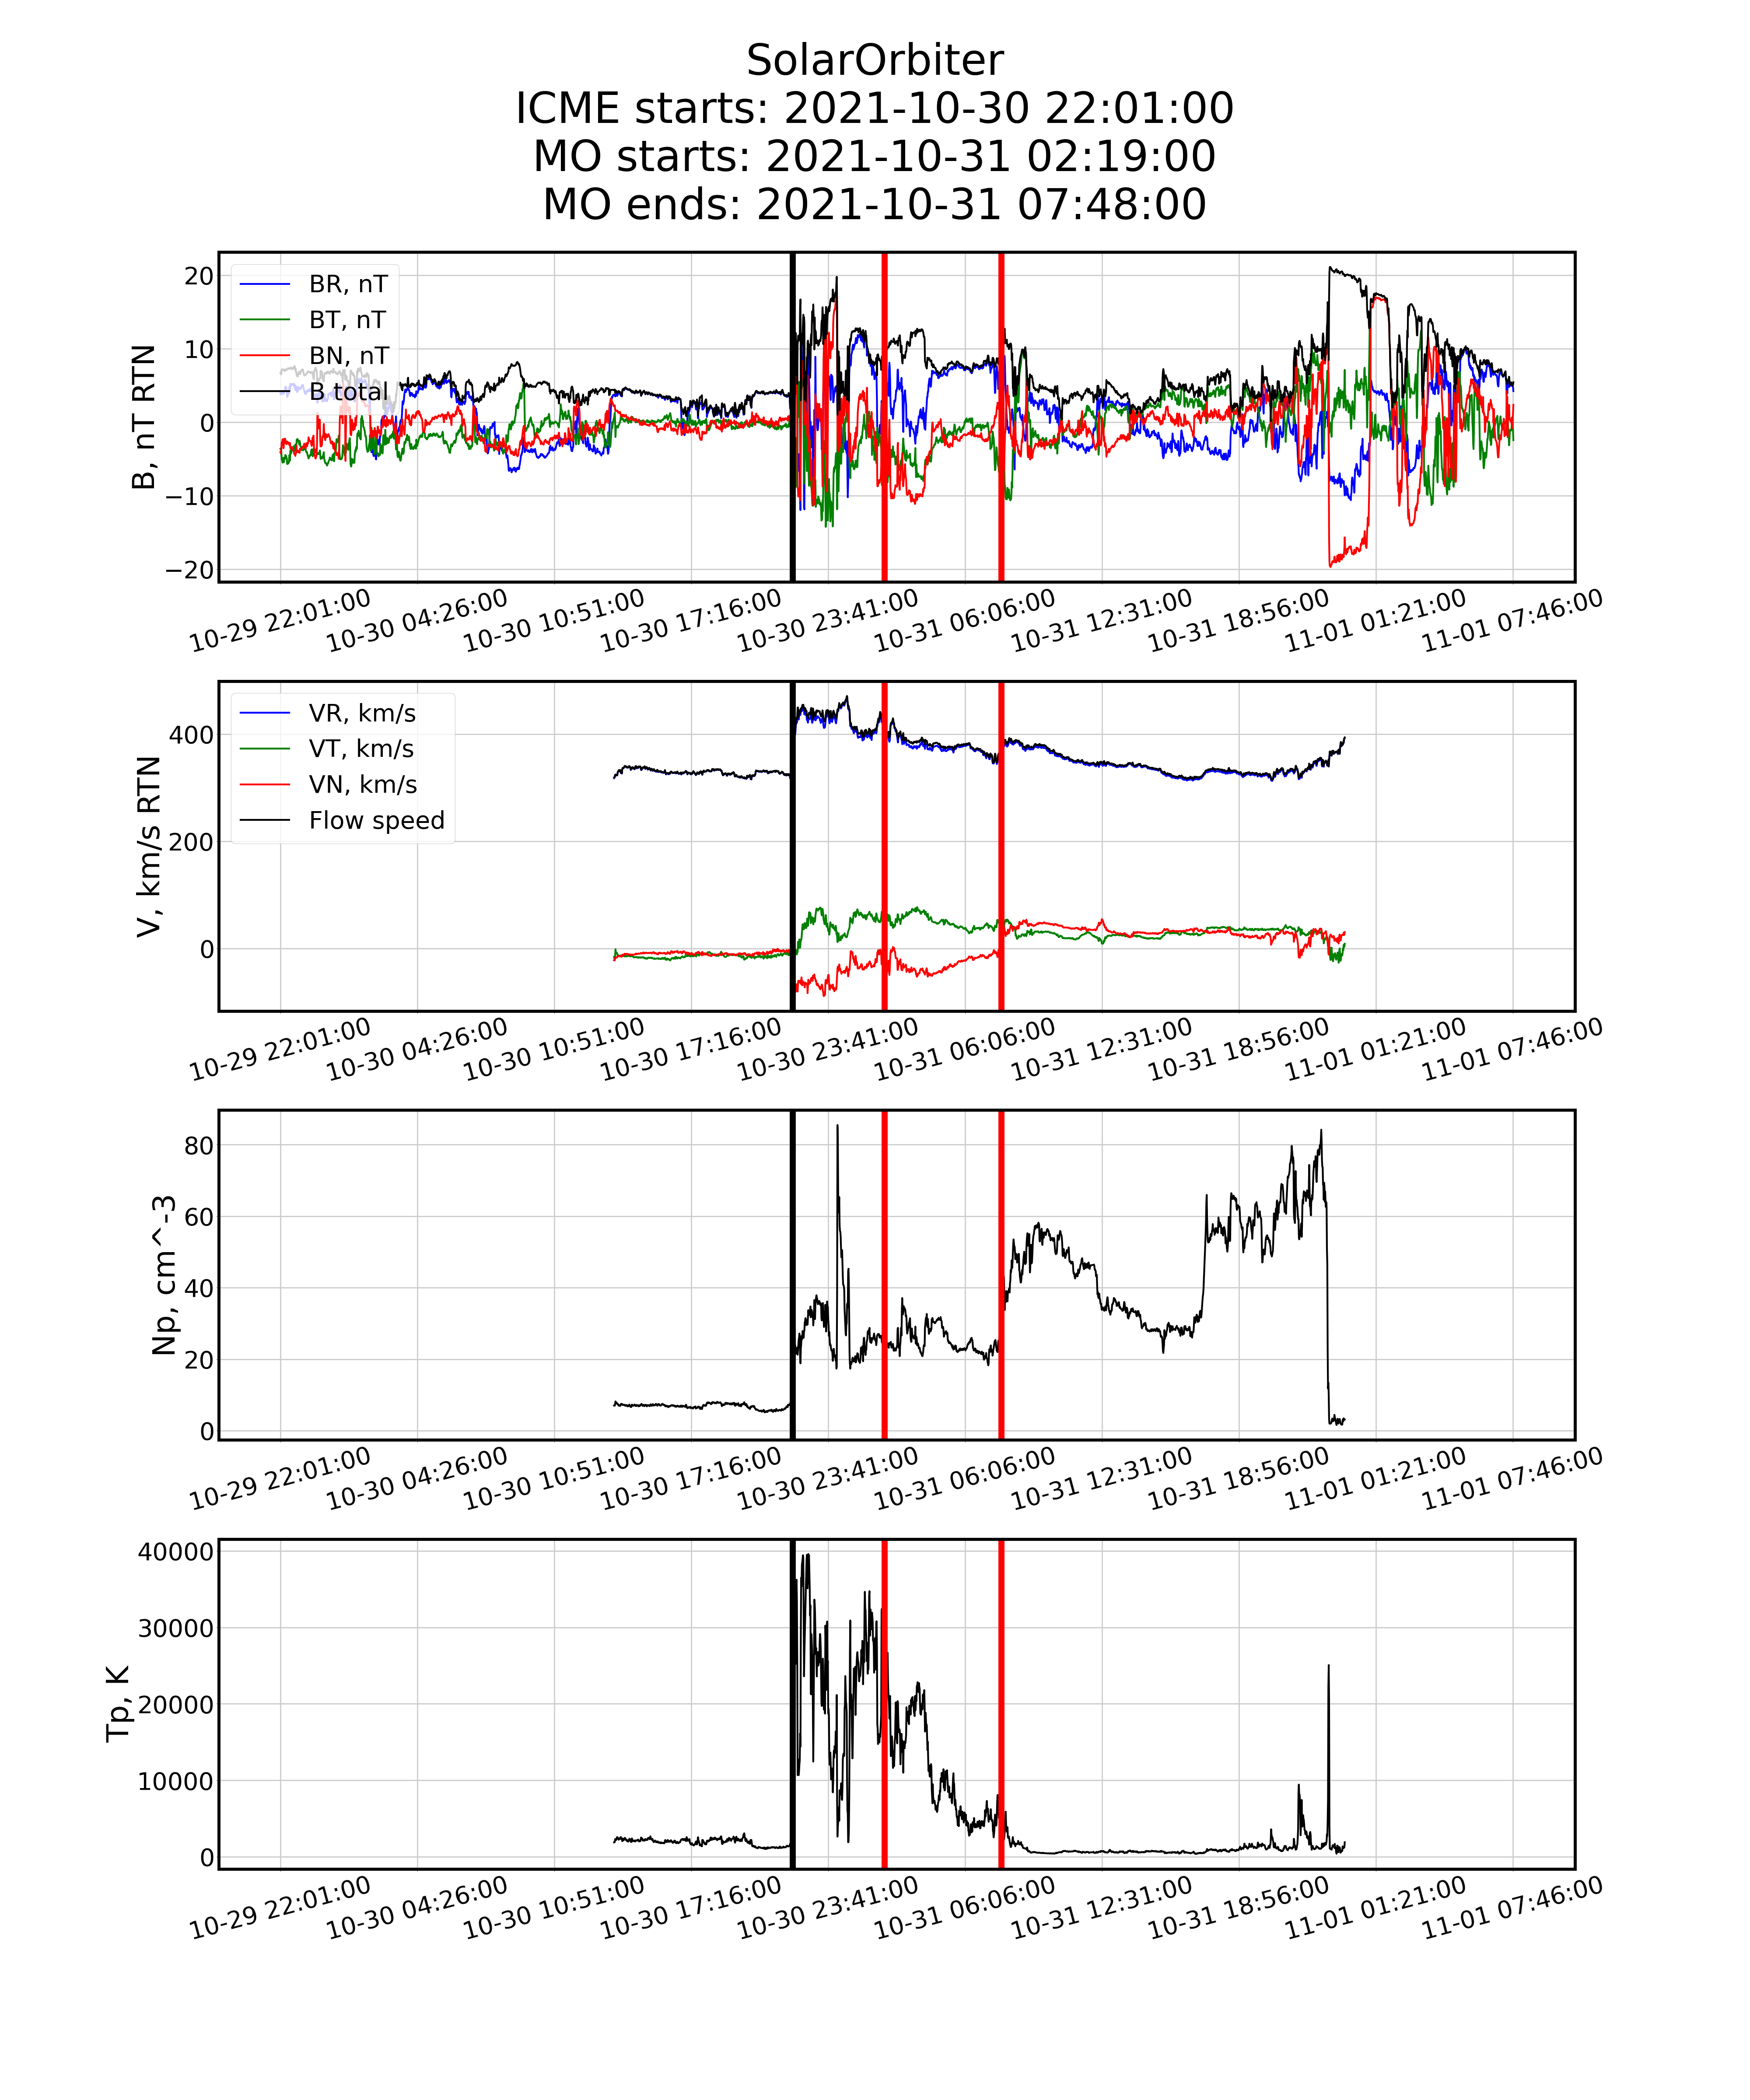 SolarOrbiter
ICME starts: 2021-10-30 22:01:00
MO starts: 2021-10-31 02:19:00
MO ends: 2021-10-31 07:48:00
B, nT RTN
20
10
0
−10
−20
BR, nT
BT, nT
BN, nT
B total
10-29 22:01:00 10-30 04:26:00 10-30 10:51:00 10-30 17:16:00 10-30 23:41:00 10-31 06:06:00 10-31 12:31:00 10-31 18:56:00 11-01 01:21:00 11-01 07:46:00
V, km/s RTN
400
200
0
VR, km/s
VT, km/s
VN, km/s
Flow speed
10-29 22:01:00 10-30 04:26:00 10-30 10:51:00 10-30 17:16:00 10-30 23:41:00 10-31 06:06:00 10-31 12:31:00 10-31 18:56:00 11-01 01:21:00 11-01 07:46:00
Np, cm^-3
80
60
40
20
0
10-29 22:01:00 10-30 04:26:00 10-30 10:51:00 10-30 17:16:00 10-30 23:41:00 10-31 06:06:00 10-31 12:31:00 10-31 18:56:00 11-01 01:21:00 11-01 07:46:00
Tp, K
40000
30000
20000
10000
0
10-29 22:01:00 10-30 04:26:00 10-30 10:51:00 10-30 17:16:00 10-30 23:41:00 10-31 06:06:00 10-31 12:31:00 10-31 18:56:00 11-01 01:21:00 11-01 07:46:00